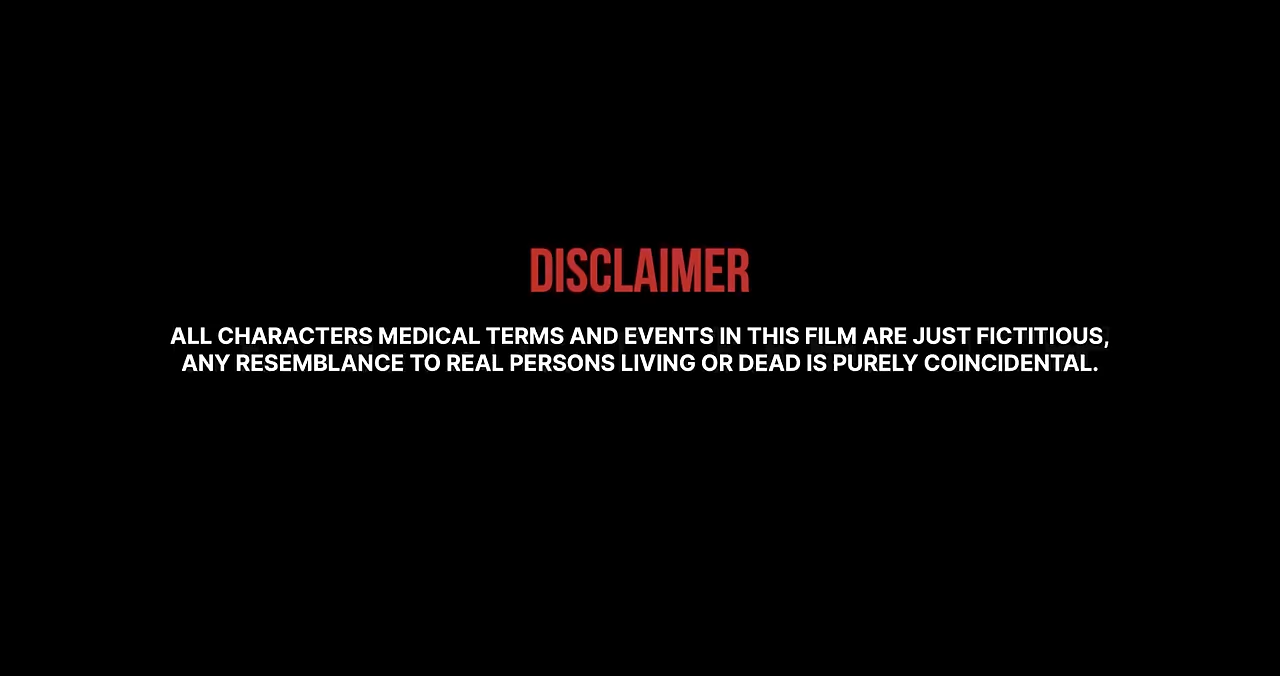 DISCLAIMER
ALL CHARACTERS MEDICAL TERMS AND EVENTS IN THIS FILM ARE JUST FICTITIOUS,
ANY RESEMBLANCE TO REAL PERSONS LIVING OR DEAD IS PURELY COINCIDENTAL.